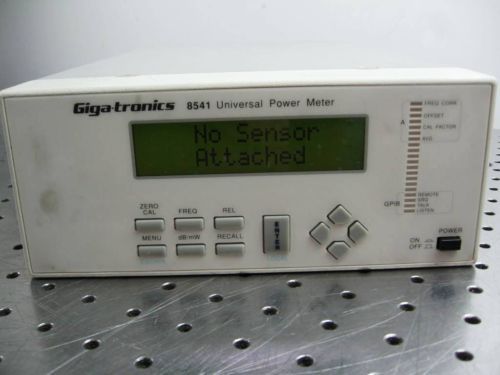 Giga-tronics 8541 Universal Power Meter
No Sensor
Attached
FREQ CORR
OFFSET
A
CAL FACTOR
AVG
REMOTE
SRQ
GPIB
TALK
LISTEN
ZERO
CAL
FREQ
REL
MENU
dB/mW
RECALL
ENTER
POWER
ON
OFF